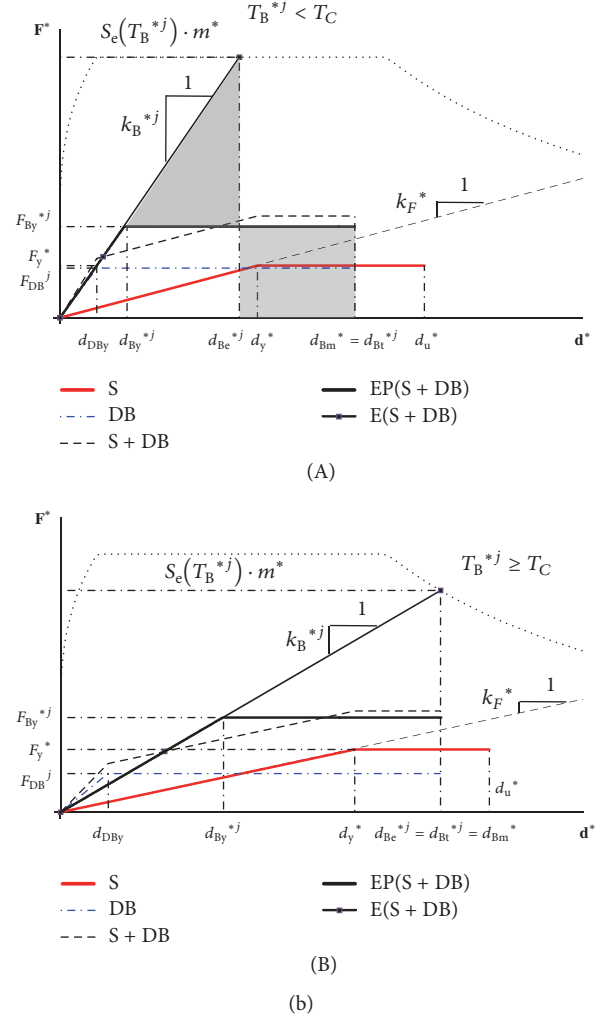 F*
T_B*j < T_C
S_e(T_B*j) · m*
1
k_B*j
1
k_F*
F_By*j
F_y*
F_DB^j
d_DBy d_By*j d_Be*j d_y* d_Bm* = d_Bt*j d_u* d*
S EP(S + DB)
DB E(S + DB)
S + DB
(A)
F*
S_e(T_B*j) · m*
T_B*j ≥ T_C
1
k_B*j
1
k_F*
F_By*j
F_y*
F_DB^j
d_u*
d_DBy d_By*j d_y* d_Be*j = d_Bt*j = d_Bm* d*
S EP(S + DB)
DB E(S + DB)
S + DB
(B)
(b)